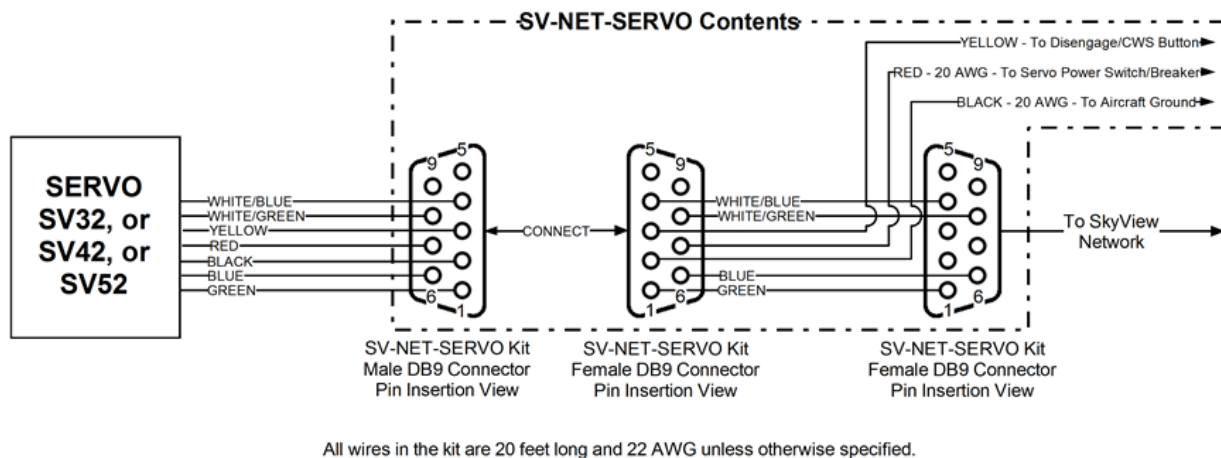 SV-NET-SERVO Contents
YELLOW - To Disengage/CWS Button
RED - 20 AWG - To Servo Power Switch/Breaker
BLACK - 20 AWG - To Aircraft Ground
SERVO
SV32, or
SV42, or
SV52
WHITE/BLUE
WHITE/GREEN
YELLOW
RED
BLACK
BLUE
GREEN
5
9
6
1
CONNECT
5
9
6
1
WHITE/BLUE
WHITE/GREEN
BLUE
GREEN
5
9
6
1
To SkyView
Network
SV-NET-SERVO Kit
Male DB9 Connector
Pin Insertion View
SV-NET-SERVO Kit
Female DB9 Connector
Pin Insertion View
SV-NET-SERVO Kit
Female DB9 Connector
Pin Insertion View
All wires in the kit are 20 feet long and 22 AWG unless otherwise specified.